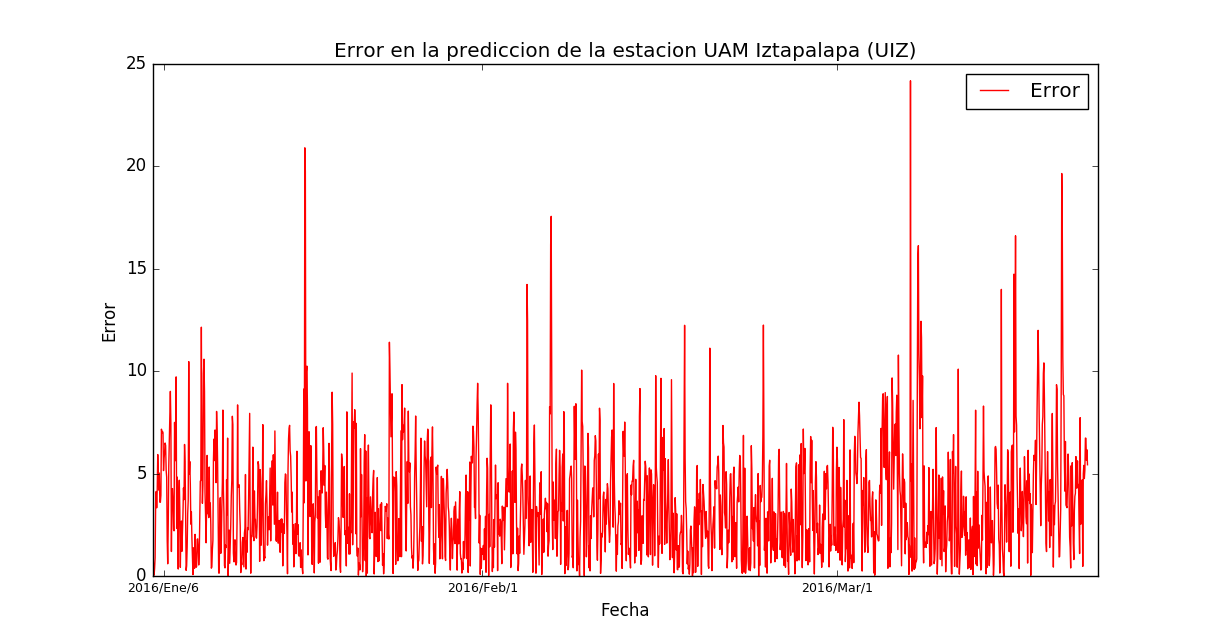 Error en la prediccion de la estacion UAM Iztapalapa (UIZ)
Error
25
20
15
10
5
0
Error
2016/Ene/6
2016/Feb/1
2016/Mar/1
Fecha